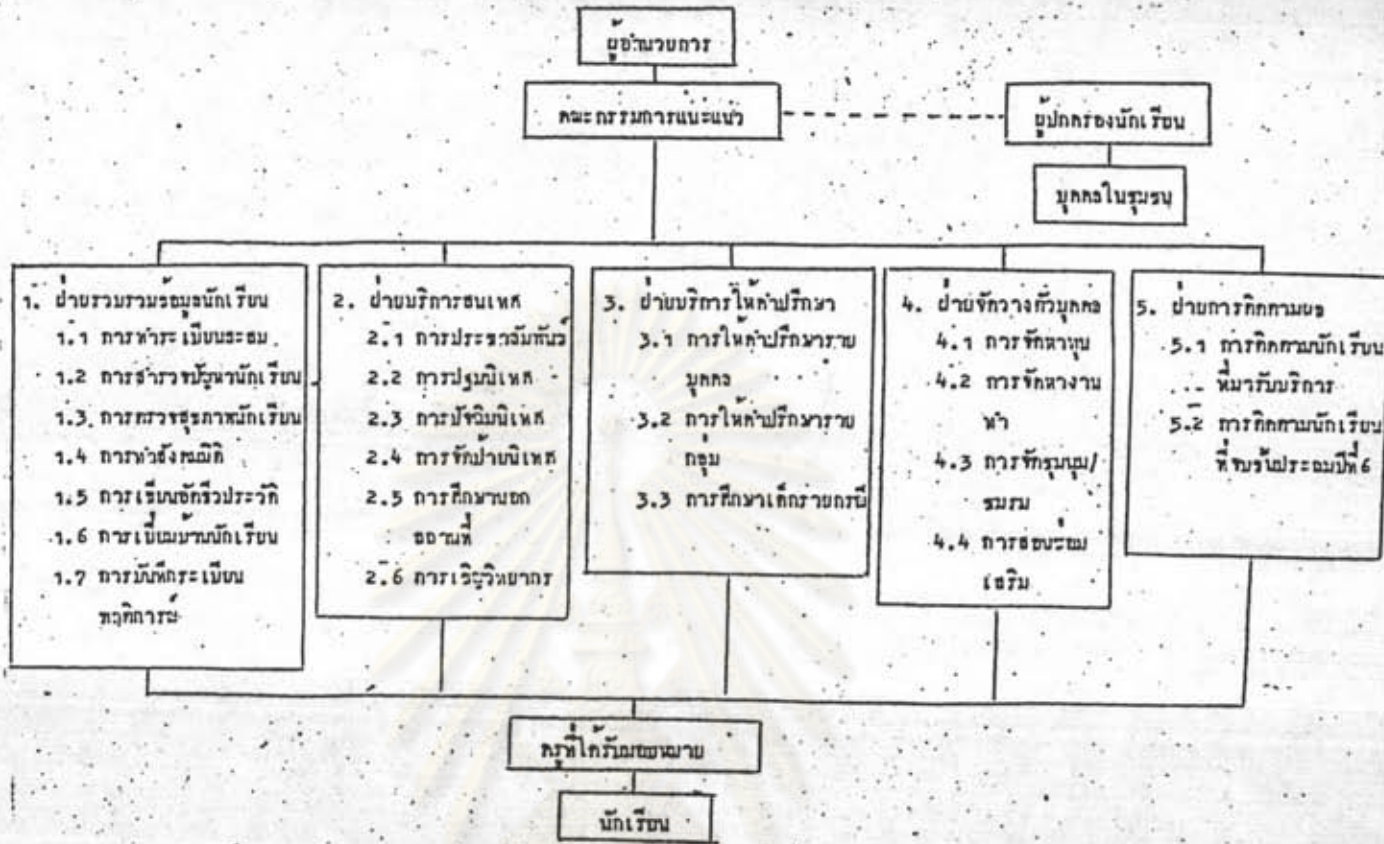 ผู้อำนวยการ
คณะกรรมการแนะแนว
ผู้ปกครองนักเรียน
บุคคลในชุมชน
1. ฝ่ายรวบรวมข้อมูลนักเรียน
1.1 การทำระเบียนสะสม
1.2 การสำรวจปัญหานักเรียน
1.3 การตรวจสุขภาพนักเรียน
1.4 การทำสังคมมิติ
1.5 การเขียนอัตชีวประวัติ
1.6 การเยี่ยมบ้านนักเรียน
1.7 การบันทึกระเบียน
พฤติการณ์
2. ฝ่ายบริการสนเทศ
2.1 การประชาสัมพันธ์
2.2 การปฐมนิเทศ
2.3 การปัจฉิมนิเทศ
2.4 การจัดป้ายนิเทศ
2.5 การศึกษานอก
สถานที่
2.6 การเชิญวิทยากร
3. ฝ่ายบริการให้คำปรึกษา
3.1 การให้คำปรึกษาราย
บุคคล
3.2 การให้คำปรึกษาราย
กลุ่ม
3.3 การศึกษาเด็กรายกรณี
4. ฝ่ายจัดวางตัวบุคคล
4.1 การจัดหาทุน
4.2 การจัดหางาน
ทำ
4.3 การจัดชุมนุม/
ชมรม
4.4 การสอนซ่อม
เสริม
5. ฝ่ายการติดตามผล
5.1 การติดตามนักเรียน
ที่มารับบริการ
5.2 การติดตามนักเรียน
ที่จบชั้นประถมปีที่ 6
ครูที่ได้รับมอบหมาย
นักเรียน